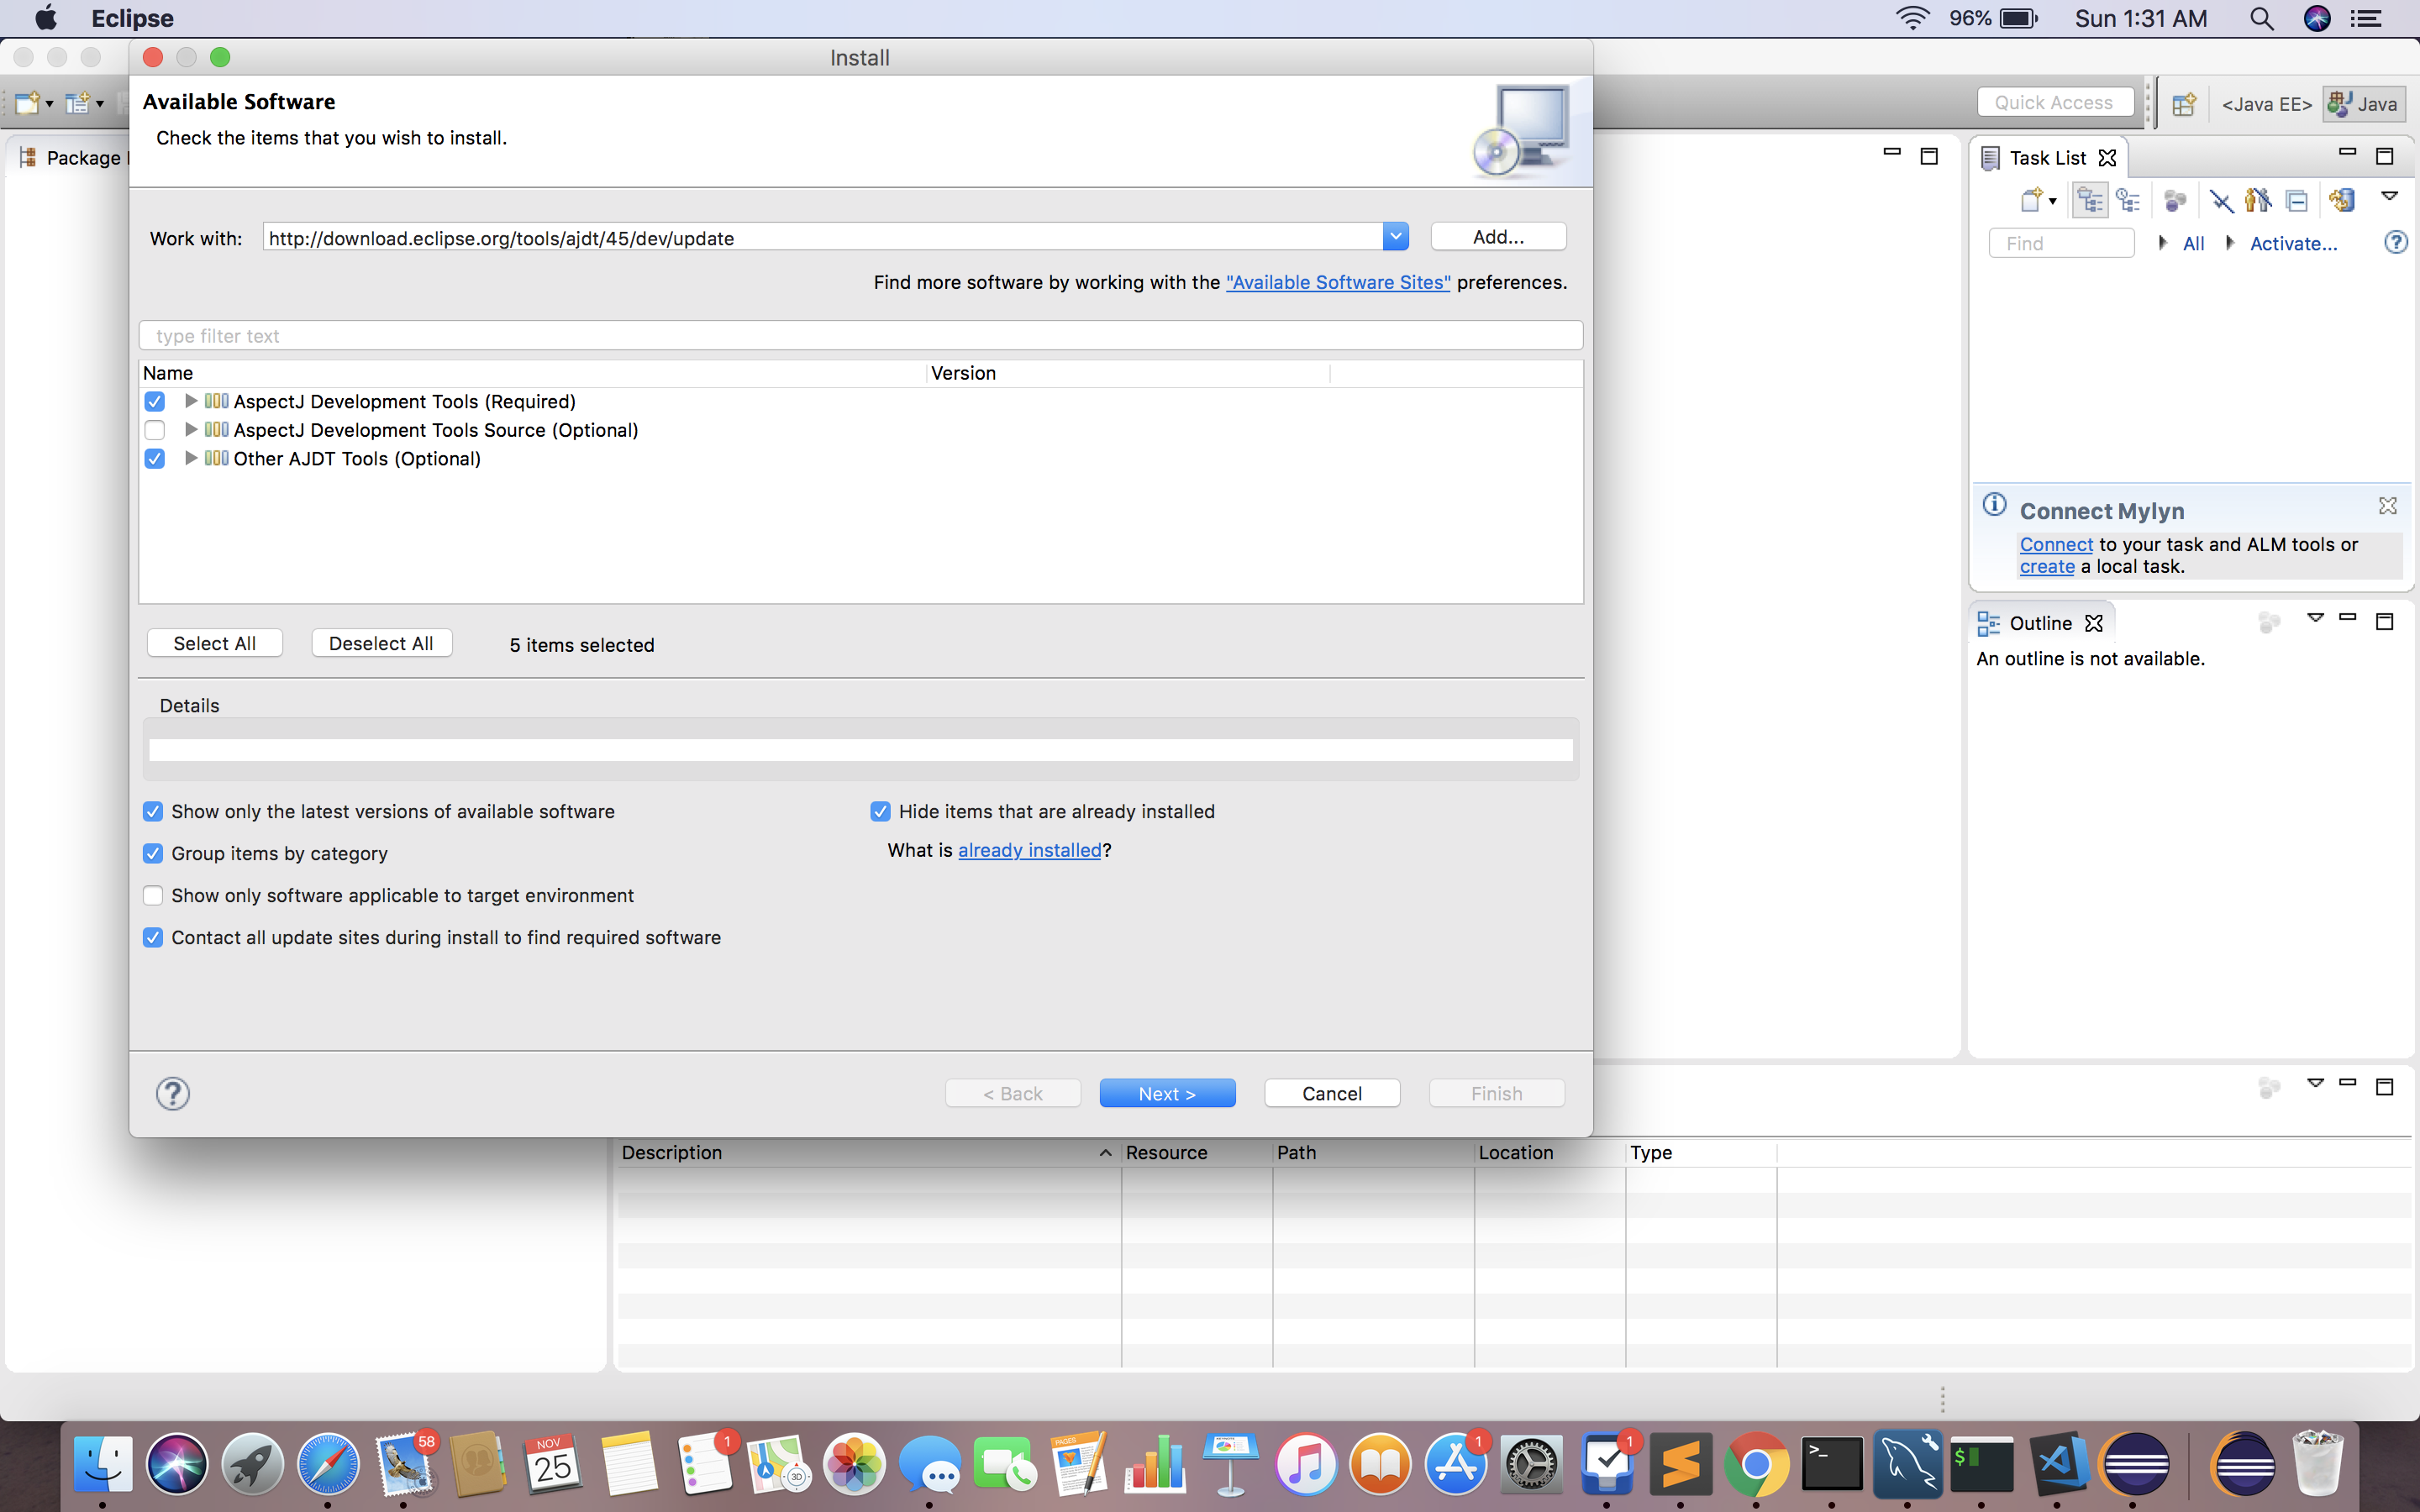 Eclipse
96%
Sun 1:31 AM
Install
Available Software
Check the items that you wish to install.
Quick Access
<Java EE>
Java
Package
Work with:
http://download.eclipse.org/tools/ajdt/45/dev/update
Add...
Find more software by working with the "Available Software Sites" preferences.
type filter text
Name
Version
AspectJ Development Tools (Required)
AspectJ Development Tools Source (Optional)
Other AJDT Tools (Optional)
Select All
Deselect All
5 items selected
Details
Show only the latest versions of available software
Hide items that are already installed
Group items by category
What is already installed?
Show only software applicable to target environment
Contact all update sites during install to find required software
?
< Back
Next >
Cancel
Finish
Task List
Find
All
Activate...
?
Connect Mylyn
Connect to your task and ALM tools or
create a local task.
Outline
An outline is not available.
Description
Resource
Path
Location
Type
58
NOV
25
1
3D
PAGES
1
1
>_
$